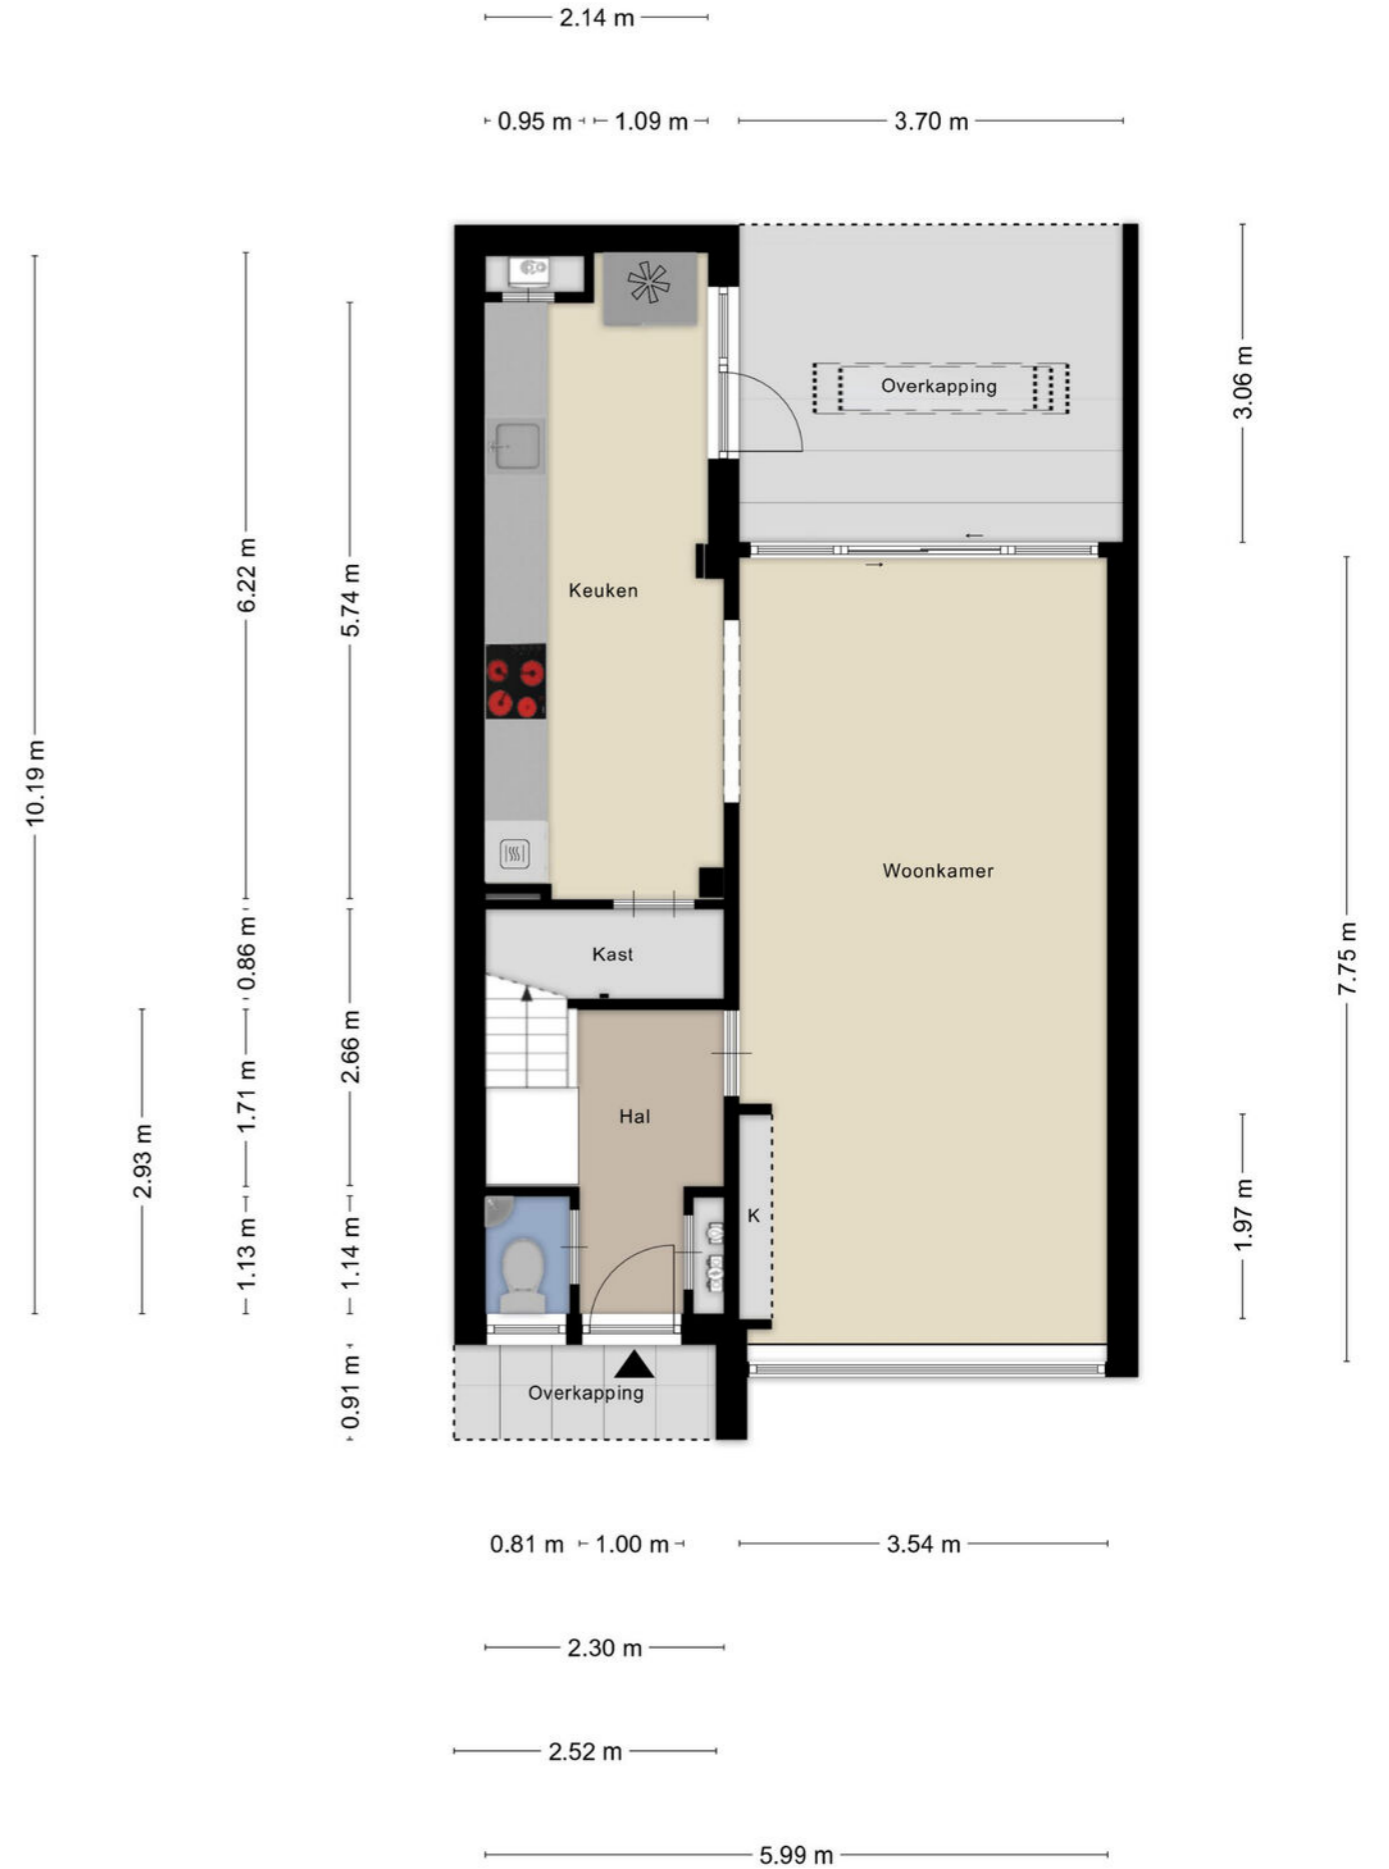 2.14 m
0.95 m
1.09 m
3.70 m
Overkapping
3.06 m
6.22 m
5.74 m
Keuken
10.19 m
Woonkamer
Kast
0.86 m
7.75 m
2.66 m
1.71 m
Hal
2.93 m
K
1.97 m
1.13 m
1.14 m
Overkapping
0.91 m
0.81 m
1.00 m
3.54 m
2.30 m
2.52 m
5.99 m